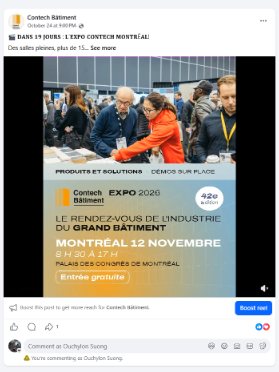 Contech Bâtiment
October 24 at 9:00 PM
DANS 19 JOURS : L'EXPO CONTECH MONTRÉAL!
Des salles pleines, plus de 15... See more
PRODUITS ET SOLUTIONS DÉMOS SUR PLACE
Contech
Bâtiment
EXPO 2026
42e
édition
LE RENDEZ-VOUS DE L'INDUSTRIE
DU GRAND BÂTIMENT
MONTRÉAL 12 NOVEMBRE
8 H 30 À 17 H
PALAIS DES CONGRÈS DE MONTRÉAL
Entrée gratuite
Boost this post to get more reach for Contech Bâtiment.
Boost reel
1
Comment as Duchylon Suong
You're commenting as Duchylon Suong.